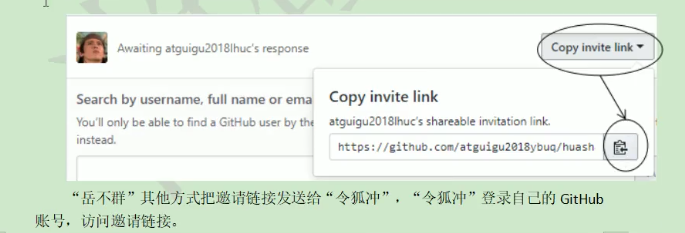 Awaiting atguigu2018lhuc's response
Copy invite link
Search by username, full name or emai
Copy invite link
You'll only be able to find a GitHub user by the
atguigu2018lhuc's shareable invitation link.
instead.
https://github.com/atguigu2018ybuq/huash
“岳不群”其他方式把邀请链接发送给“令狐冲”，“令狐冲”登录自己的 GitHub
账号，访问邀请链接。